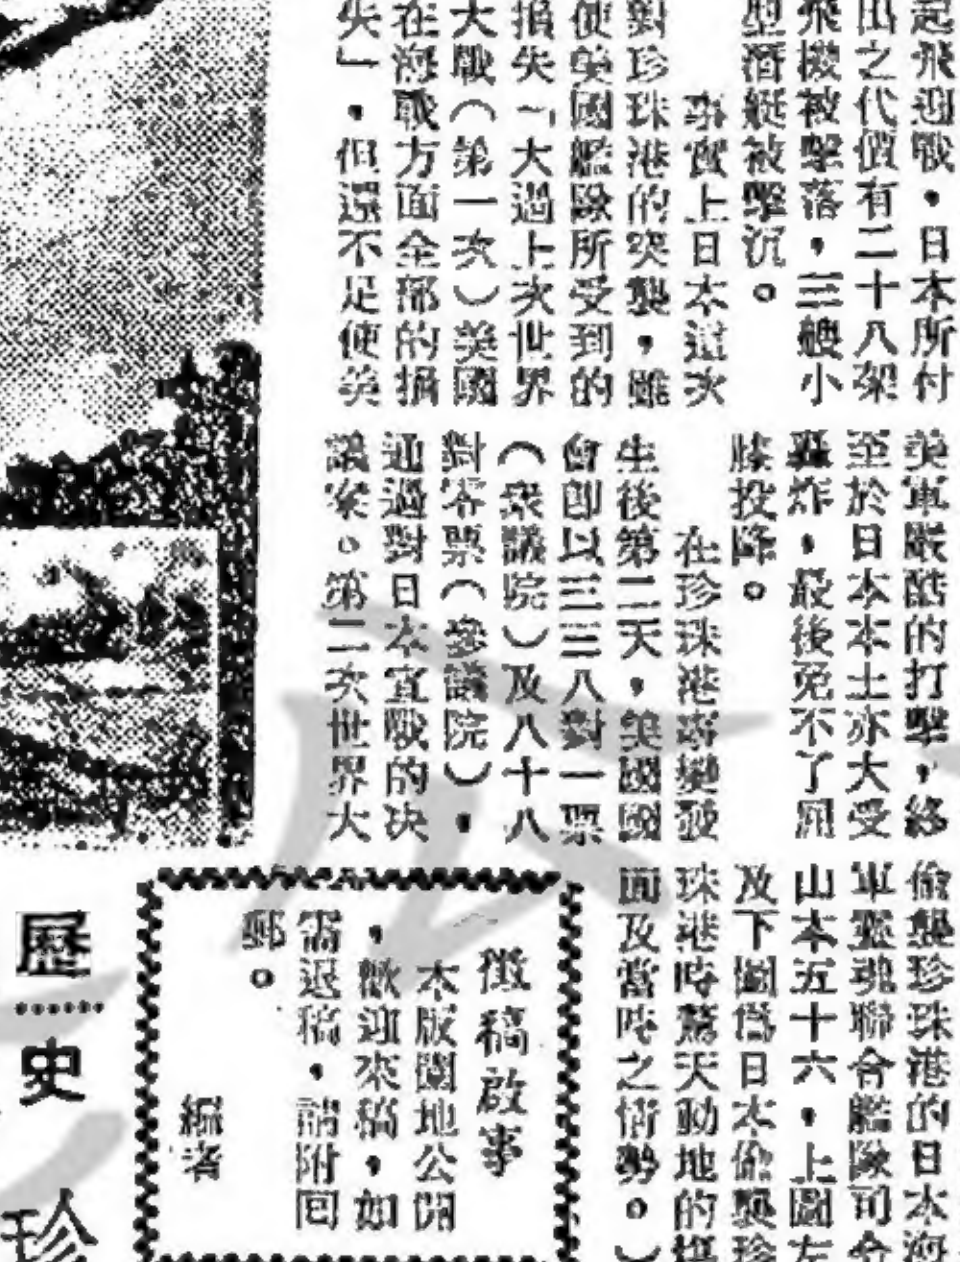 起飛迎戰，日本所付
出之代價有二十八架
飛機被擊落，三艘小
型潛艇被擊沉。
事實上日本這次
對珍珠港的突襲，雖
使美國艦隊所受到的
損失「大過上次世界
大戰（第一次）美國
在海戰方面全部的損
失」，但還不足使美
美軍嚴酷的打擊，終
至於日本本土亦大受
轟炸，最後免不了屈
膝投降。
在珍珠港事變發
生後第二天，美國國
會即以三三八對一票
（衆議院）及八十八
對零票（參議院），
通過對日本宣戰的决
議案。第二次世界大
偷襲珍珠港的日本海
軍靈魂聯合艦隊司令
山本五十六，上圖左
及下圖爲日本偷襲珍
珠港時驚天動地的
面及當時之情勢。）
徵稿啟事
本版園地公開
，歡迎來稿，如
需退稿，請附回
郵。
編者
歷……史
珍